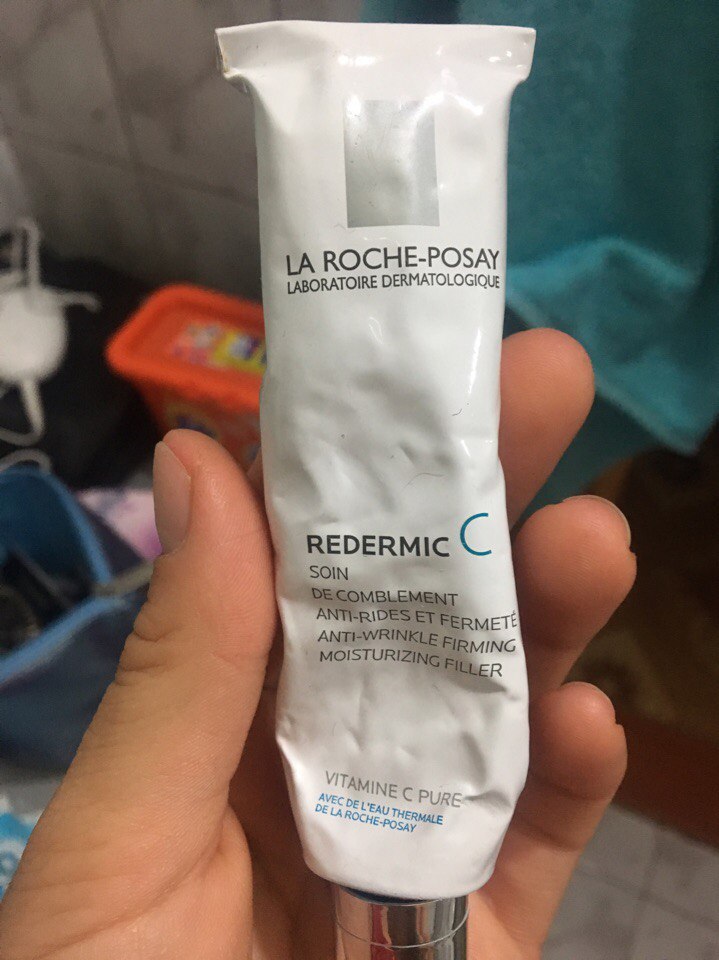 LA ROCHE-POSAY
LABORATOIRE DERMATOLOGIQUE
REDERMIC C
SOIN
DE COMBLEMENT
ANTI-RIDES ET FERMETÉ
ANTI-WRINKLE FIRMING
MOISTURIZING FILLER
VITAMINE C PURE
AVEC DE L'EAU THERMALE
DE LA ROCHE-POSAY